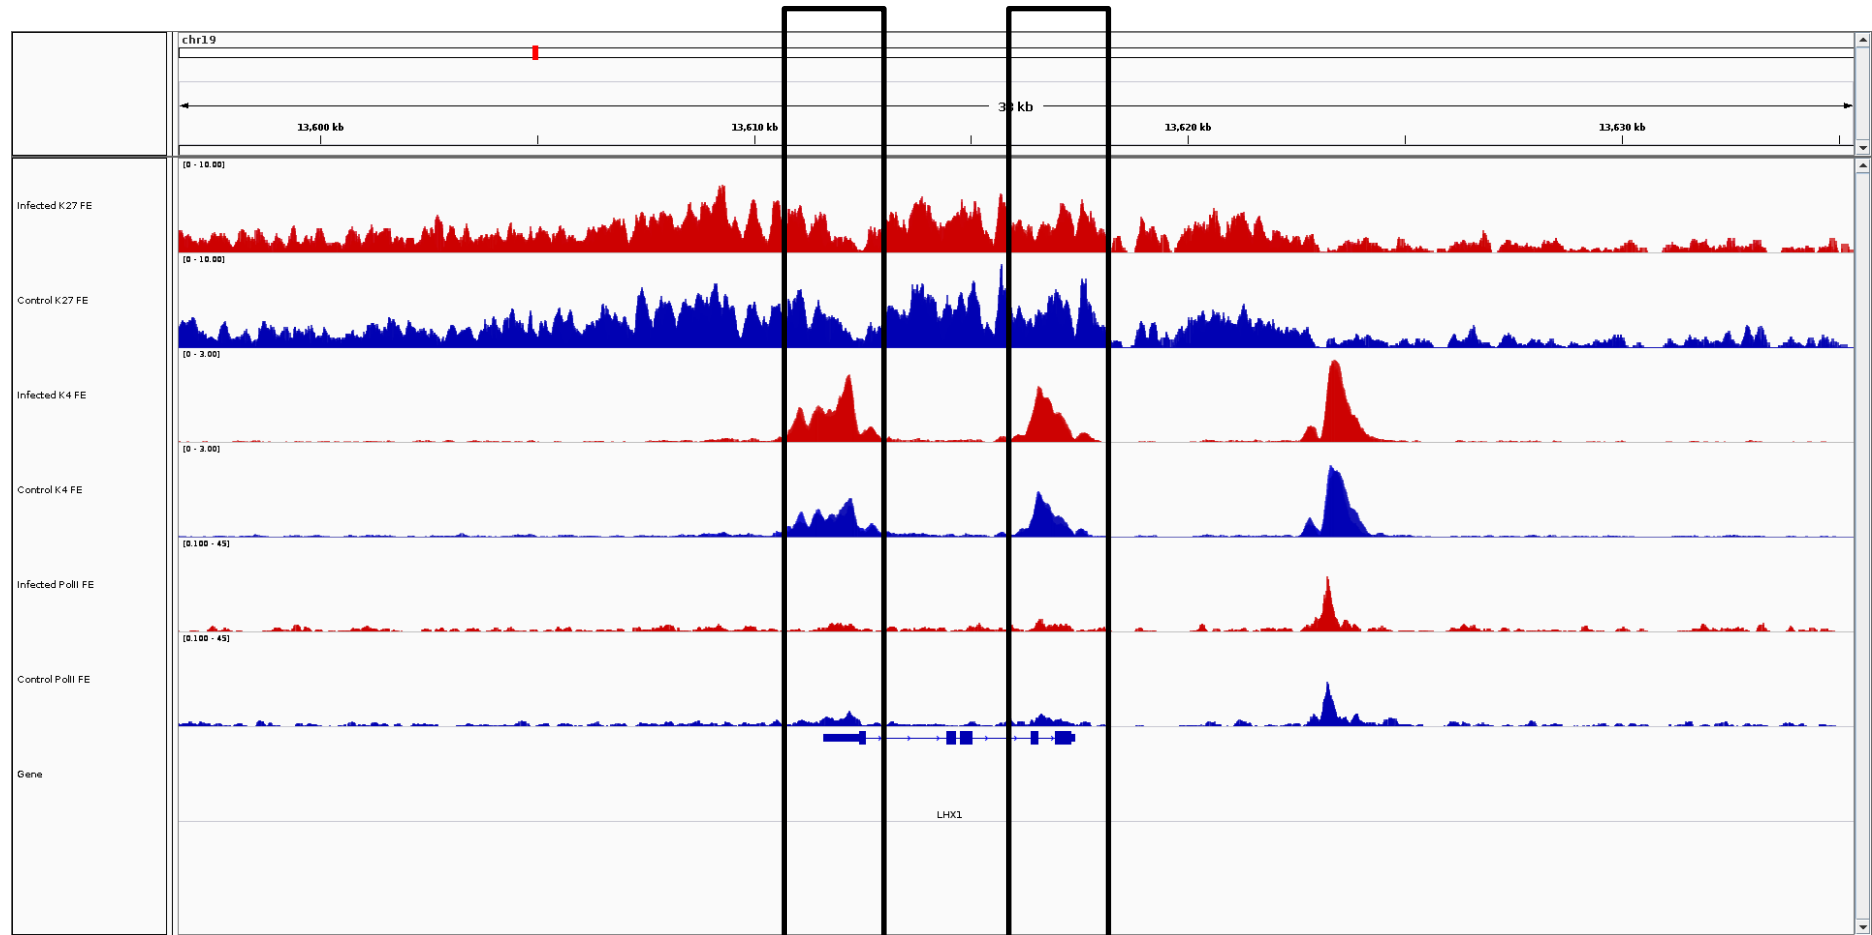 chr19
kb
13,600 kb 13,610 kb 13,620 kb 13,630 kb
[0 - 10.00]
Infected K27 FE
[0 - 10.00]
Control K27 FE
[0 - 3.00]
Infected K4 FE
[0 - 3.00]
Control K4 FE
[0.100 - 45]
Infected PolII FE
[0.100 - 45]
Control PolII FE
Gene
LHX1